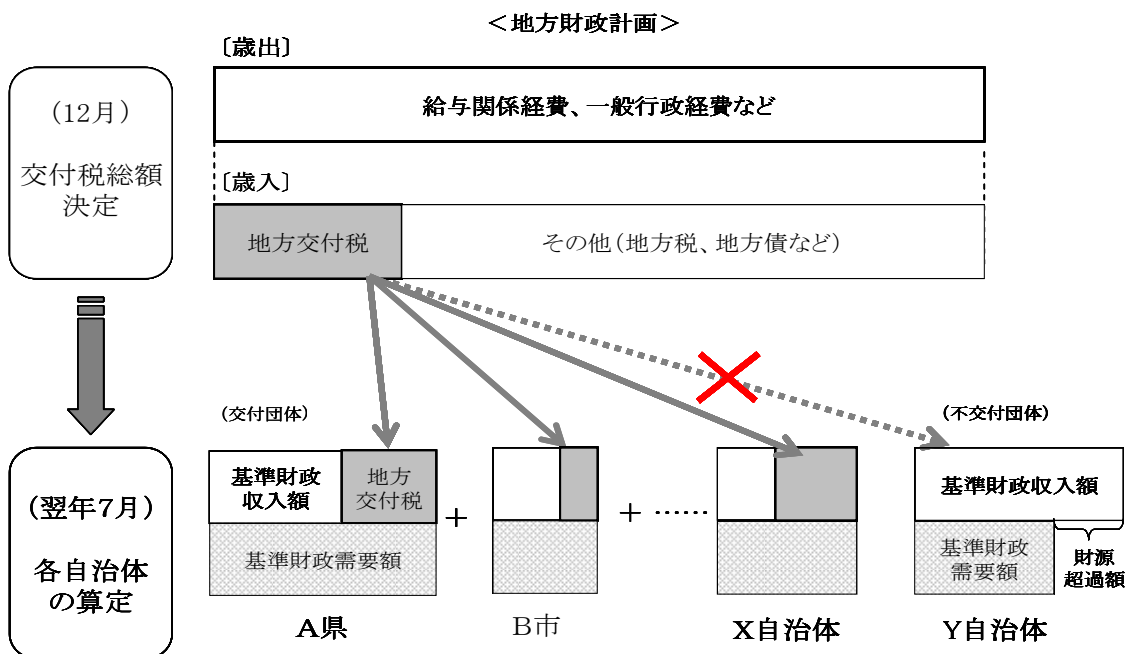 ＜地方財政計画＞
〔歳出〕
（12月）
交付税総額
決定
給与関係経費、一般行政経費など
〔歳入〕
地方交付税
その他（地方税、地方債など）
（交付団体）
（不交付団体）
（翌年７月）
各自治体
の算定
基準財政
収入額
地方
交付税
基準財政需要額
＋
＋ ……
基準財政収入額
基準財政
需要額
財源
超過額
Ａ県
Ｂ市
Ｘ自治体
Ｙ自治体